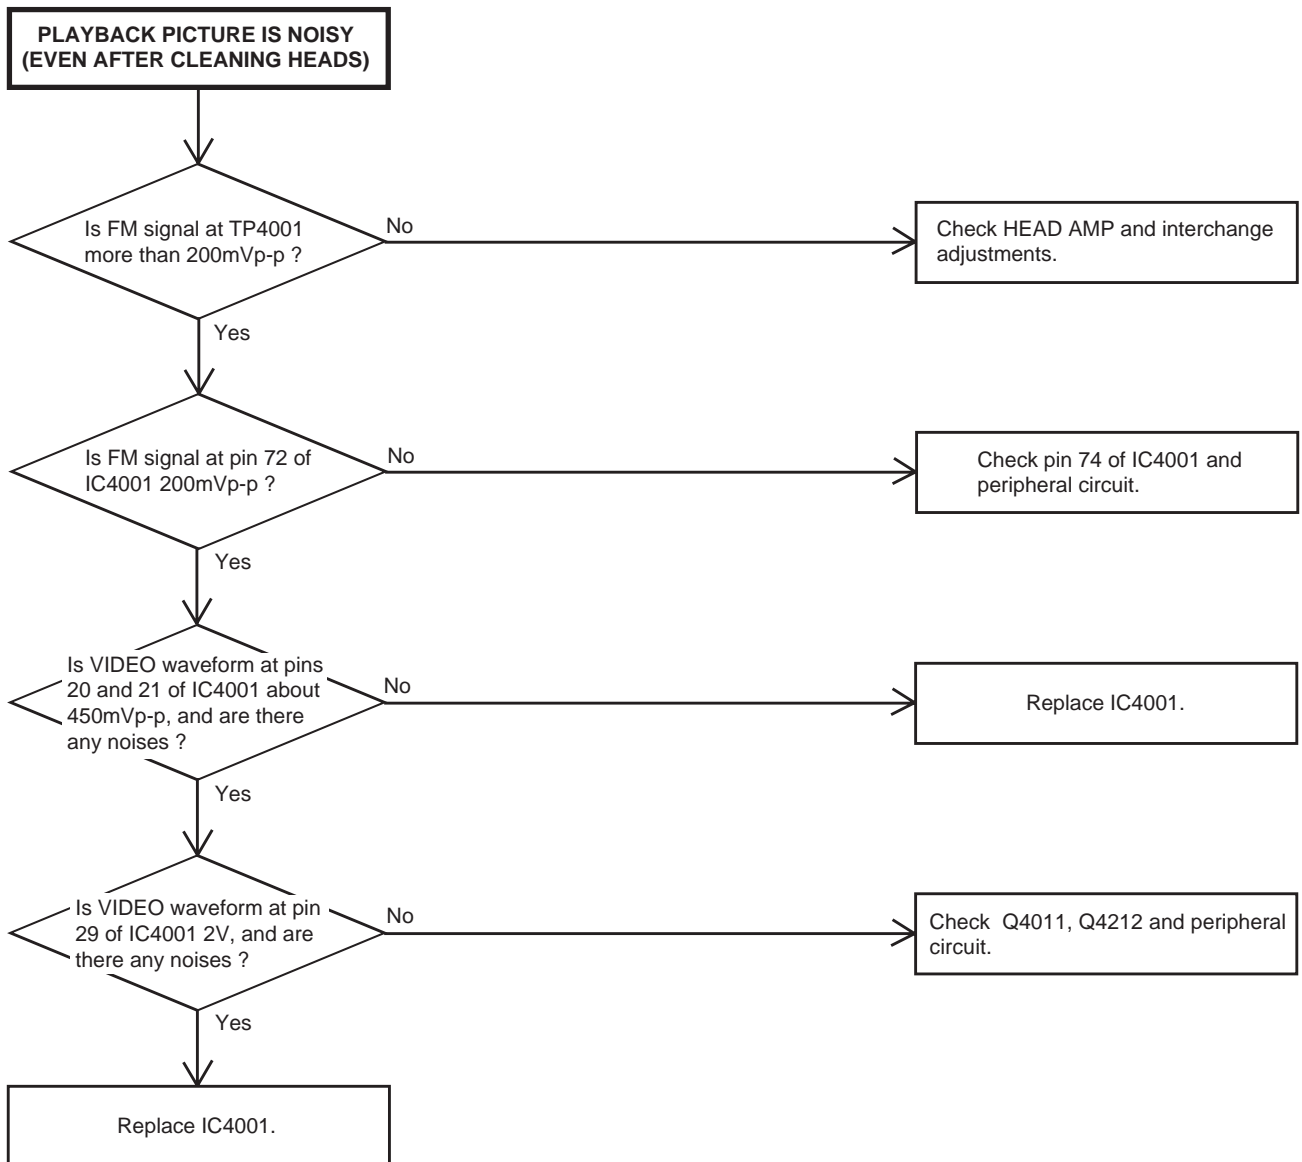 PLAYBACK PICTURE IS NOISY
(EVEN AFTER CLEANING HEADS)
Is FM signal at TP4001
more than 200mVp-p ?
No
Check HEAD AMP and interchange
adjustments.
Yes
Is FM signal at pin 72 of
IC4001 200mVp-p ?
No
Check pin 74 of IC4001 and
peripheral circuit.
Yes
Is VIDEO waveform at pins
20 and 21 of IC4001 about
450mVp-p, and are there
any noises ?
No
Replace IC4001.
Yes
Is VIDEO waveform at pin
29 of IC4001 2V, and are
there any noises ?
No
Check Q4011, Q4212 and peripheral
circuit.
Yes
Replace IC4001.